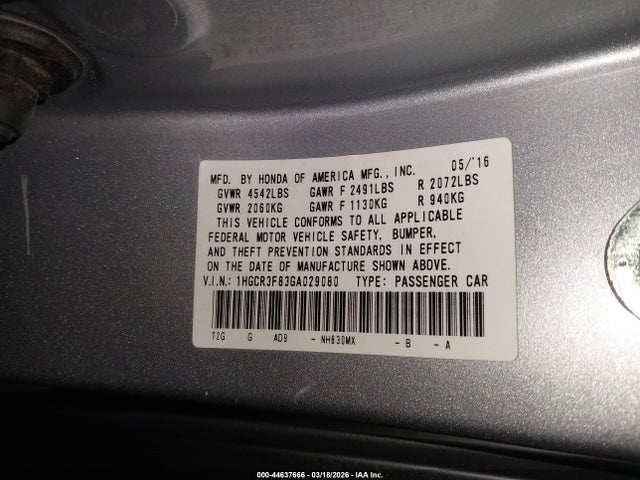 MFD. BY HONDA OF AMERICA MFG., INC. 05/'16
GVWR 4542LBS GAWR F 2491LBS R 2072LBS
GVWR 2060KG GAWR F 1130KG R 940KG
THIS VEHICLE CONFORMS TO ALL APPLICABLE
FEDERAL MOTOR VEHICLE SAFETY, BUMPER,
AND THEFT PREVENTION STANDARDS IN EFFECT
ON THE DATE OF MANUFACTURE SHOWN ABOVE.
V.I.N.: 1HGCR3F83GA029080 TYPE: PASSENGER CAR
T2G G AD9 - NH830MX - B - A
000-44637666 - 03/18/2026 - IAA Inc.